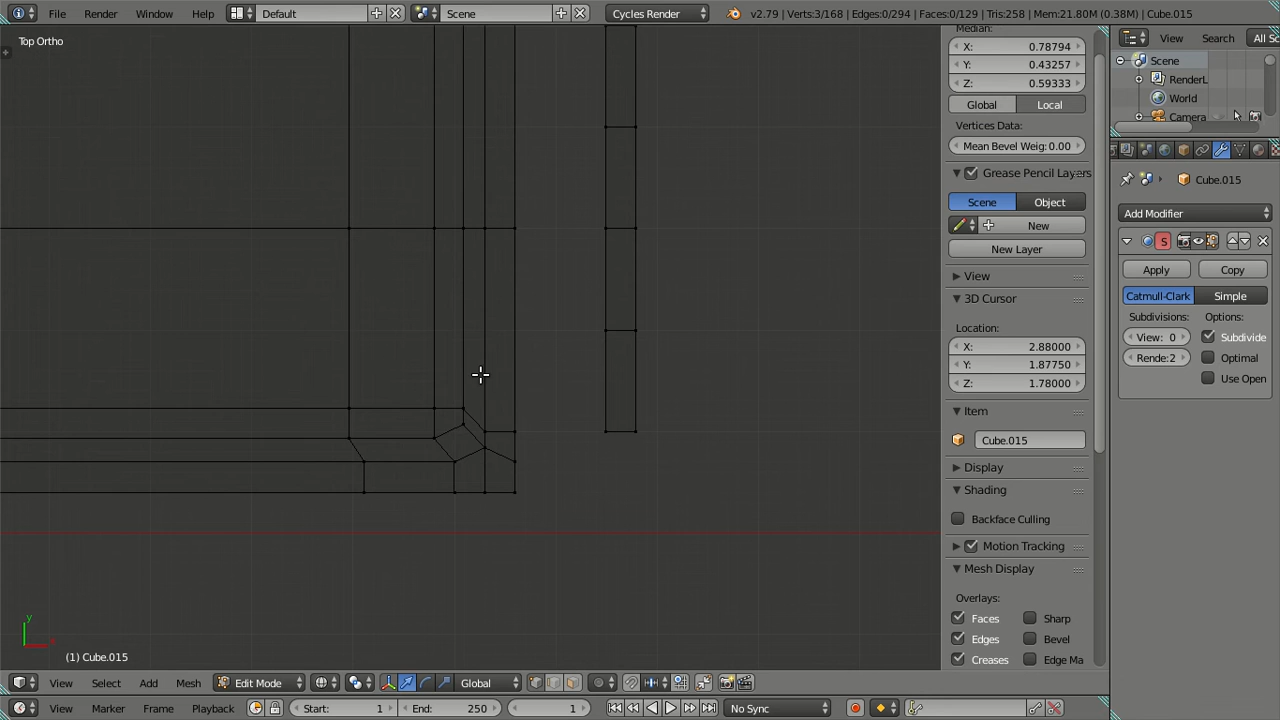 File Render Window Help Default Scene Cycles Render v2.79 | Verts:3/168 | Edges:0/294 | Faces:0/129 | Tris:258 | Mem:21.80M (0.38M) | Cube.015
Top Ortho
Median:
X: 0.78794
Y: 0.43257
Z: 0.59333
Global Local
Vertices Data:
Mean Bevel Weig: 0.00
Grease Pencil Layers
Scene Object
New
New Layer
View
3D Cursor
Location:
X: 2.88000
Y: 1.87750
Z: 1.78000
Item
Cube.015
Display
Shading
Backface Culling
Motion Tracking
Mesh Display
Overlays:
Faces Sharp
Edges Bevel
Creases Edge Ma
View Search All Sc
Scene
RenderL
World
Camera
Cube.015
Add Modifier
S
Apply Copy
Catmull-Clark Simple
Subdivisions: Options:
View: 0 Subdivide
Rende: 2 Optimal
Use Open
y
x
(1) Cube.015
View Select Add Mesh Edit Mode Global
View Marker Frame Playback Start: 1 End: 250 1 No Sync